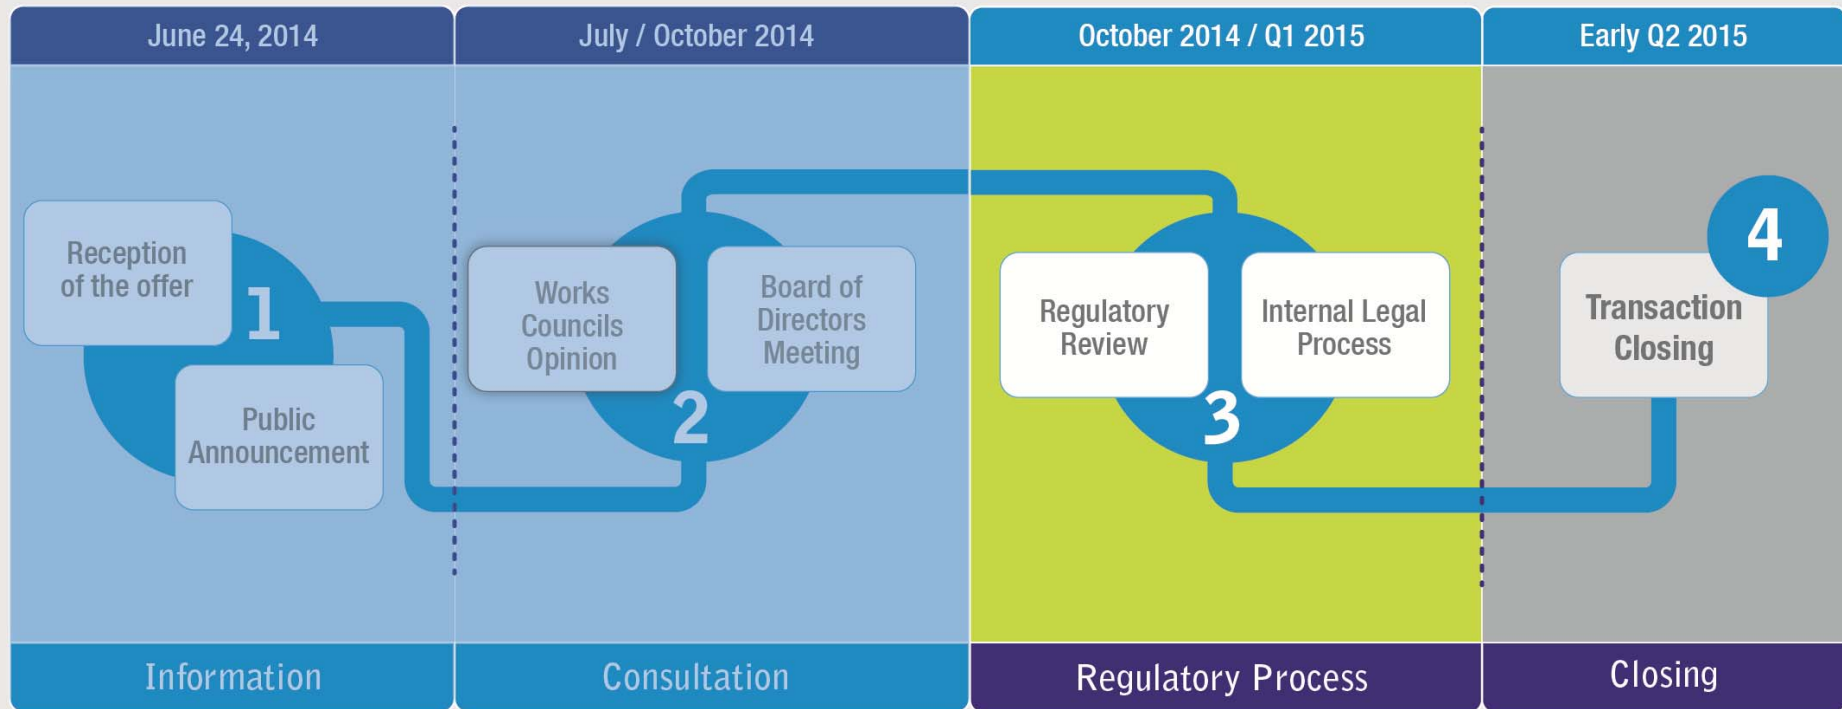 June 24, 2014
July / October 2014
October 2014 / Q1 2015
Early Q2 2015
Reception
of the offer
1
Public
Announcement
Works
Councils
Opinion
Board of
Directors
Meeting
2
Regulatory
Review
Internal Legal
Process
3
4
Transaction
Closing
Information
Consultation
Regulatory Process
Closing